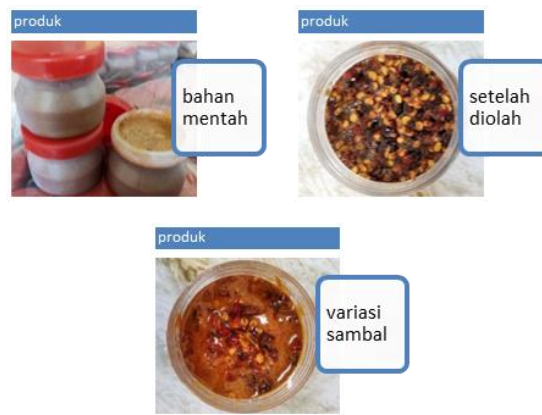 produk
bahan
mentah
produk
setelah
diolah
produk
variasi
sambal